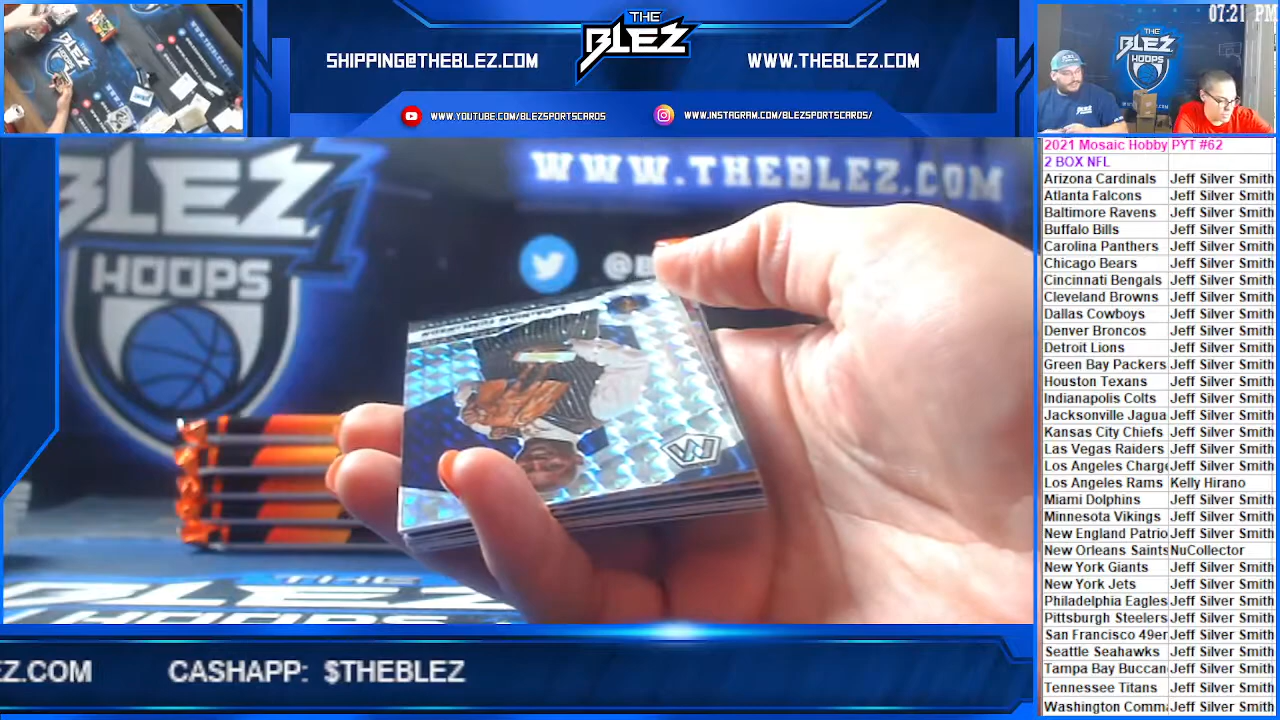 THE
BLEZ
SHIPPING@THEBLEZ.COM
WWW.THEBLEZ.COM
WWW.YOUTUBE.COM/BLEZSPORTSCARDS
WWW.INSTAGRAM.COM/BLEZSPORTSCARDS/
07:21 PM
THE
BLEZ
HOOPS
WWW.THEBLEZ.COM
BLEZ
HOOPS
1
@B
THE
HOOPS
EZ.COM
CASHAPP: $THEBLEZ
2021 Mosaic Hobby PYT #62
2 BOX NFL
Arizona Cardinals Jeff Silver Smith
Atlanta Falcons Jeff Silver Smith
Baltimore Ravens Jeff Silver Smith
Buffalo Bills Jeff Silver Smith
Carolina Panthers Jeff Silver Smith
Chicago Bears Jeff Silver Smith
Cincinnati Bengals Jeff Silver Smith
Cleveland Browns Jeff Silver Smith
Dallas Cowboys Jeff Silver Smith
Denver Broncos Jeff Silver Smith
Detroit Lions Jeff Silver Smith
Green Bay Packers Jeff Silver Smith
Houston Texans Jeff Silver Smith
Indianapolis Colts Jeff Silver Smith
Jacksonville Jagua Jeff Silver Smith
Kansas City Chiefs Jeff Silver Smith
Las Vegas Raiders Jeff Silver Smith
Los Angeles Charge Jeff Silver Smith
Los Angeles Rams Kelly Hirano
Miami Dolphins Jeff Silver Smith
Minnesota Vikings Jeff Silver Smith
New England Patrio Jeff Silver Smith
New Orleans Saints NuCollector
New York Giants Jeff Silver Smith
New York Jets Jeff Silver Smith
Philadelphia Eagles Jeff Silver Smith
Pittsburgh Steelers Jeff Silver Smith
San Francisco 49er Jeff Silver Smith
Seattle Seahawks Jeff Silver Smith
Tampa Bay Buccan Jeff Silver Smith
Tennessee Titans Jeff Silver Smith
Washington Comma Jeff Silver Smith